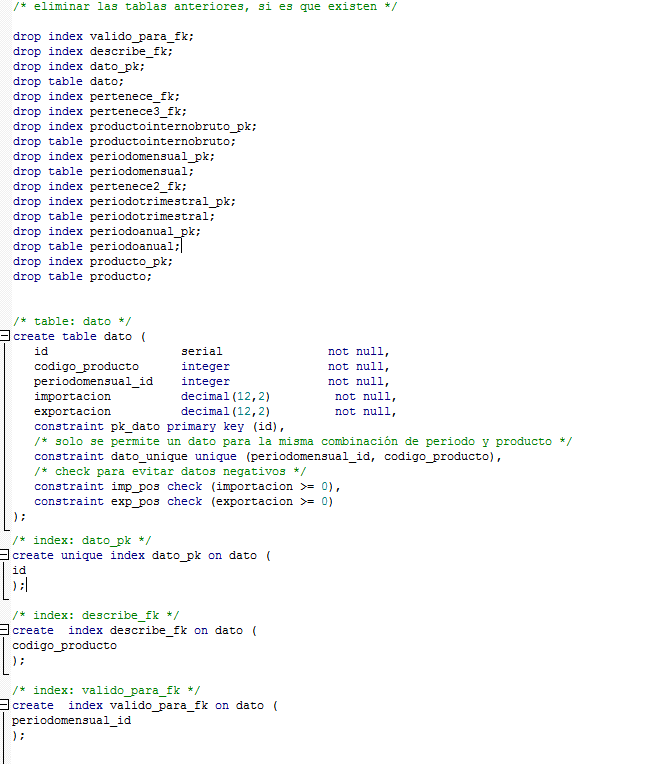 /* eliminar las tablas anteriores, si es que existen */
drop index valido_para_fk;
drop index describe_fk;
drop index dato_pk;
drop table dato;
drop index pertenece_fk;
drop index pertenece3_fk;
drop index productointernobruto_pk;
drop table productointernobruto;
drop index periodomensual_pk;
drop table periodomensual;
drop index pertenece2_fk;
drop index periodotrimestral_pk;
drop table periodotrimestral;
drop index periodoanual_pk;
drop table periodoanual;
drop index producto_pk;
drop table producto;
/* table: dato */
create table dato (
id serial not null,
codigo_producto integer not null,
periodomensual_id integer not null,
importacion decimal(12,2) not null,
exportacion decimal(12,2) not null,
constraint pk_dato primary key (id),
/* solo se permite un dato para la misma combinación de periodo y producto */
constraint dato_unique unique (periodomensual_id, codigo_producto),
/* check para evitar datos negativos */
constraint imp_pos check (importacion >= 0),
constraint exp_pos check (exportacion >= 0)
);
/* index: dato_pk */
create unique index dato_pk on dato (
id
);
/* index: describe_fk */
create  index describe_fk on dato (
codigo_producto
);
/* index: valido_para_fk */
create  index valido_para_fk on dato (
periodomensual_id
);